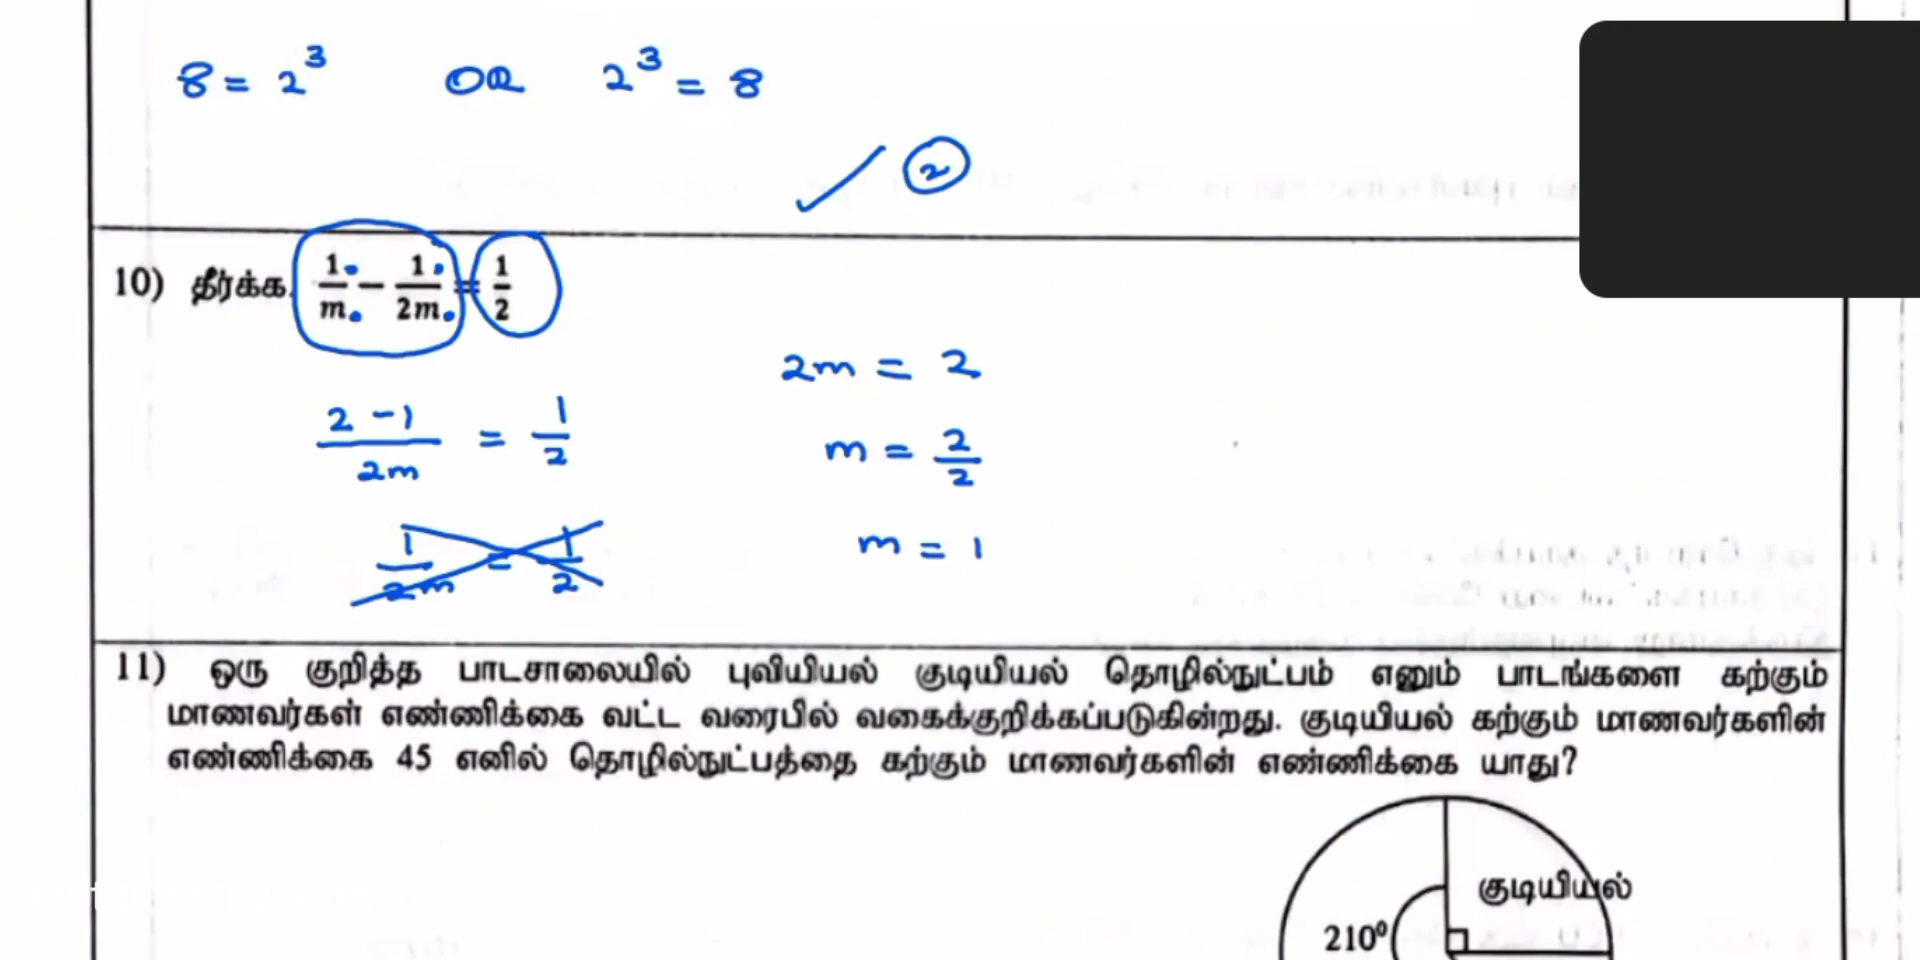 8 = 2³ OR 2³ = 8
2
10) தீர்க்க. 1/m - 1/2m = 1/2
2m = 2
2 - 1/2m = 1/2
m = 2/2
1/2m = 1/2
m = 1
11) ஒரு குறித்த பாடசாலையில் புவியியல் குடியியல் தொழில்நுட்பம் எனும் பாடங்களை கற்கும்
மாணவர்கள் எண்ணிக்கை வட்ட வரைபில் வகைக்குறிக்கப்படுகின்றது. குடியியல் கற்கும் மாணவர்களின்
எண்ணிக்கை 45 எனில் தொழில்நுட்பத்தை கற்கும் மாணவர்களின் எண்ணிக்கை யாது?
குடியியல்
210⁰